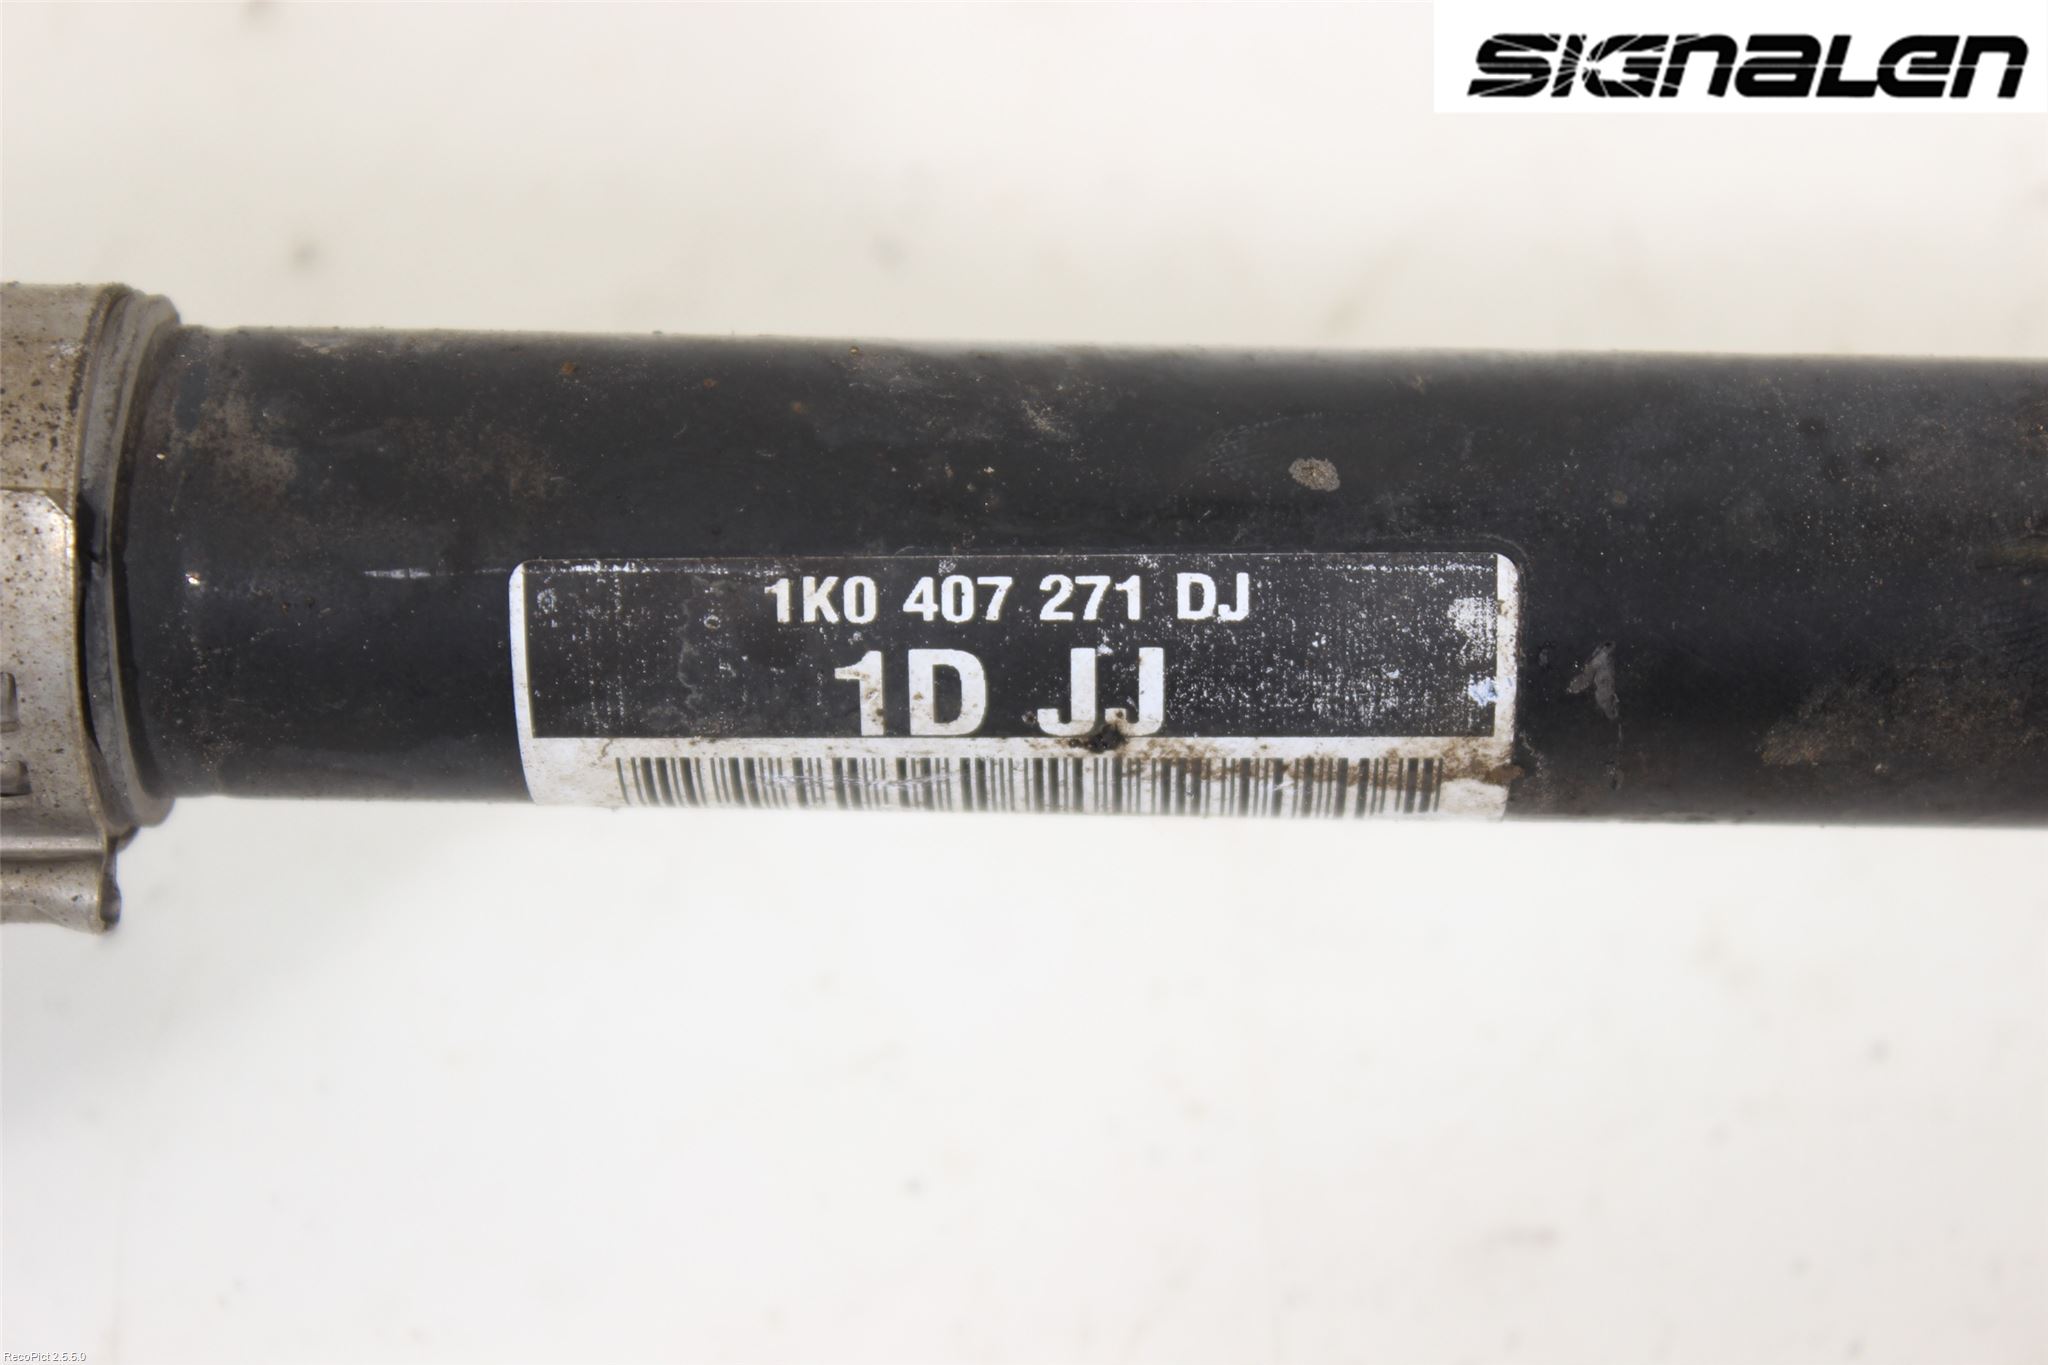 SIGNALEN
1K0 407 271 DJ
1D JJ
RecoPict 2.5.5.0